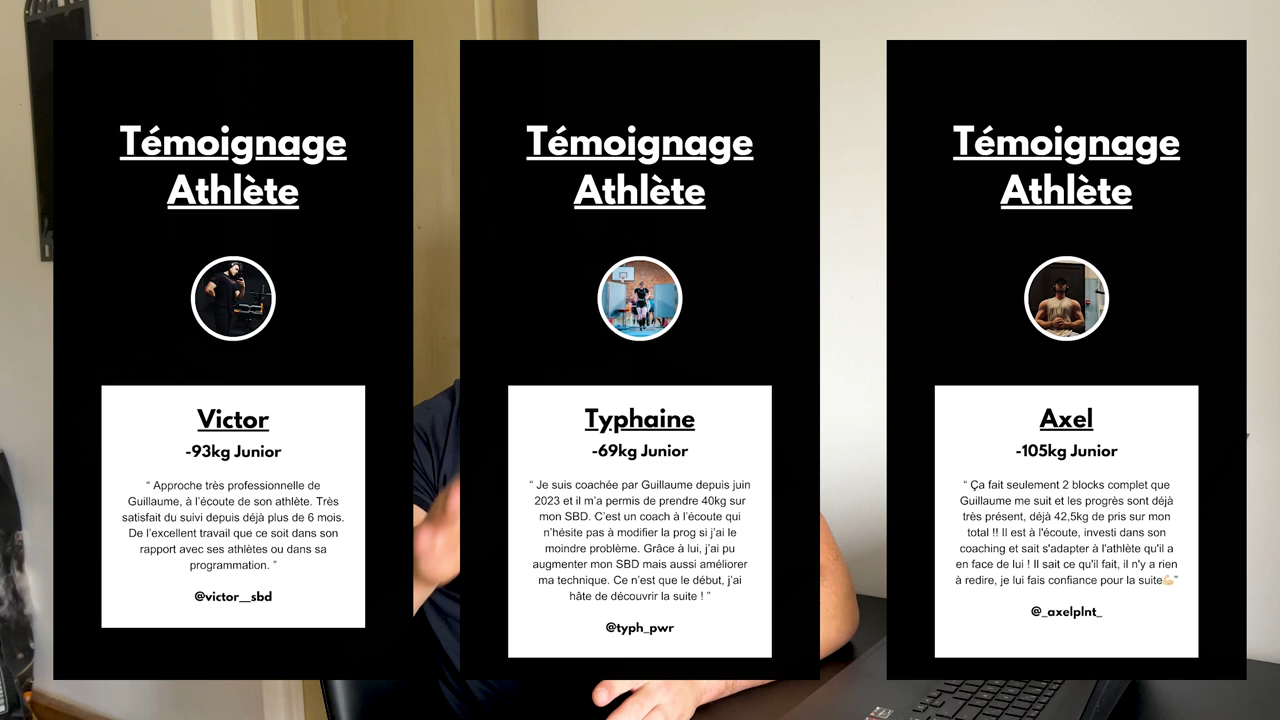 Témoignage
Athlète
Victor
-93kg Junior
“ Approche très professionnelle de
Guillaume, à l'écoute de son athlète. Très
satisfait du suivi depuis déjà plus de 6 mois.
De l'excellent travail que ce soit dans son
rapport avec ses athlètes ou dans sa
programmation. ”
@victor__sbd
Témoignage
Athlète
Typhaine
-69kg Junior
“ Je suis coachée par Guillaume depuis juin
2023 et il m'a permis de prendre 40kg sur
mon SBD. C'est un coach à l'écoute qui
n'hésite pas à modifier la prog si j'ai le
moindre problème. Grâce à lui, j'ai pu
augmenter mon SBD mais aussi améliorer
ma technique. Ce n'est que le début, j'ai
hâte de découvrir la suite ! ”
@typh_pwr
Témoignage
Athlète
Axel
-105kg Junior
“ Ça fait seulement 2 blocks complet que
Guillaume me suit et les progrès sont déjà
très présent, déjà 42,5kg de pris sur mon
total !! Il est à l'écoute, investi dans son
coaching et sait s'adapter à l'athlète qu'il a
en face de lui ! Il sait ce qu'il fait, il n'y a rien
à redire, je lui fais confiance pour la suite💪🏻”
@_axelplnt_